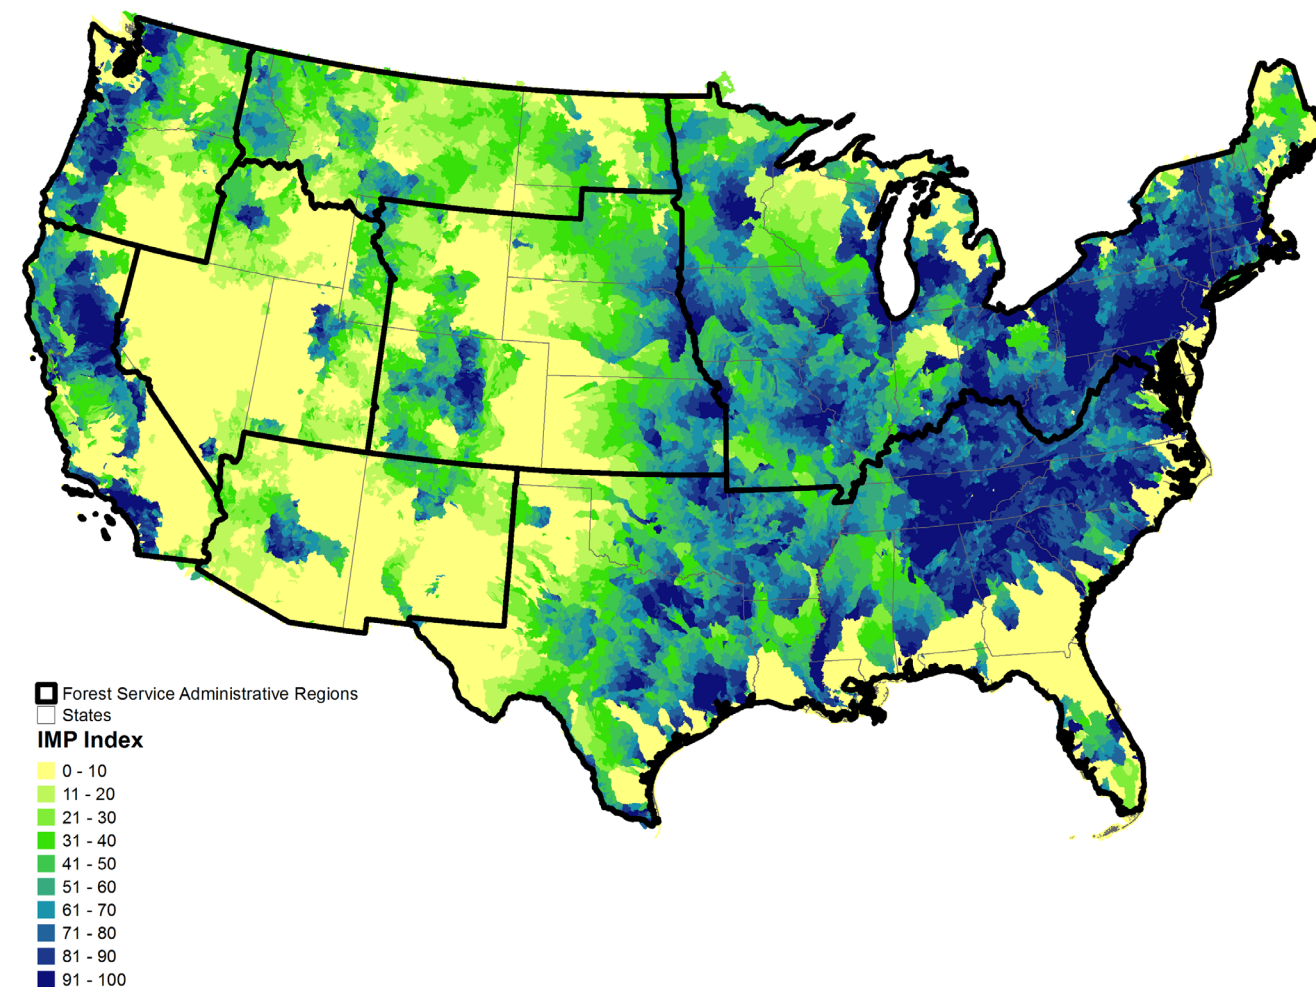 Forest Service Administrative Regions
States
IMP Index
0 - 10
11 - 20
21 - 30
31 - 40
41 - 50
51 - 60
61 - 70
71 - 80
81 - 90
91 - 100